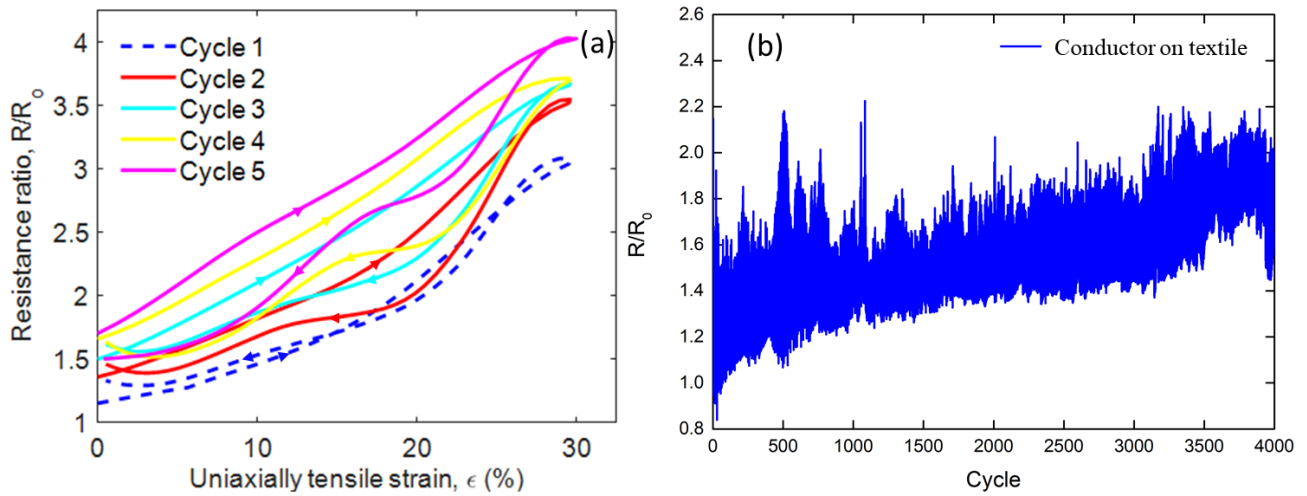 (a)
Cycle 1
Cycle 2
Cycle 3
Cycle 4
Cycle 5
Resistance ratio, R/R₀
4
3.5
3
2.5
2
1.5
1
0 10 20 30
Uniaxially tensile strain, ϵ (%)
(b)
Conductor on textile
R/R₀
2.6
2.4
2.2
2.0
1.8
1.6
1.4
1.2
1.0
0.8
0 500 1000 1500 2000 2500 3000 3500 4000
Cycle